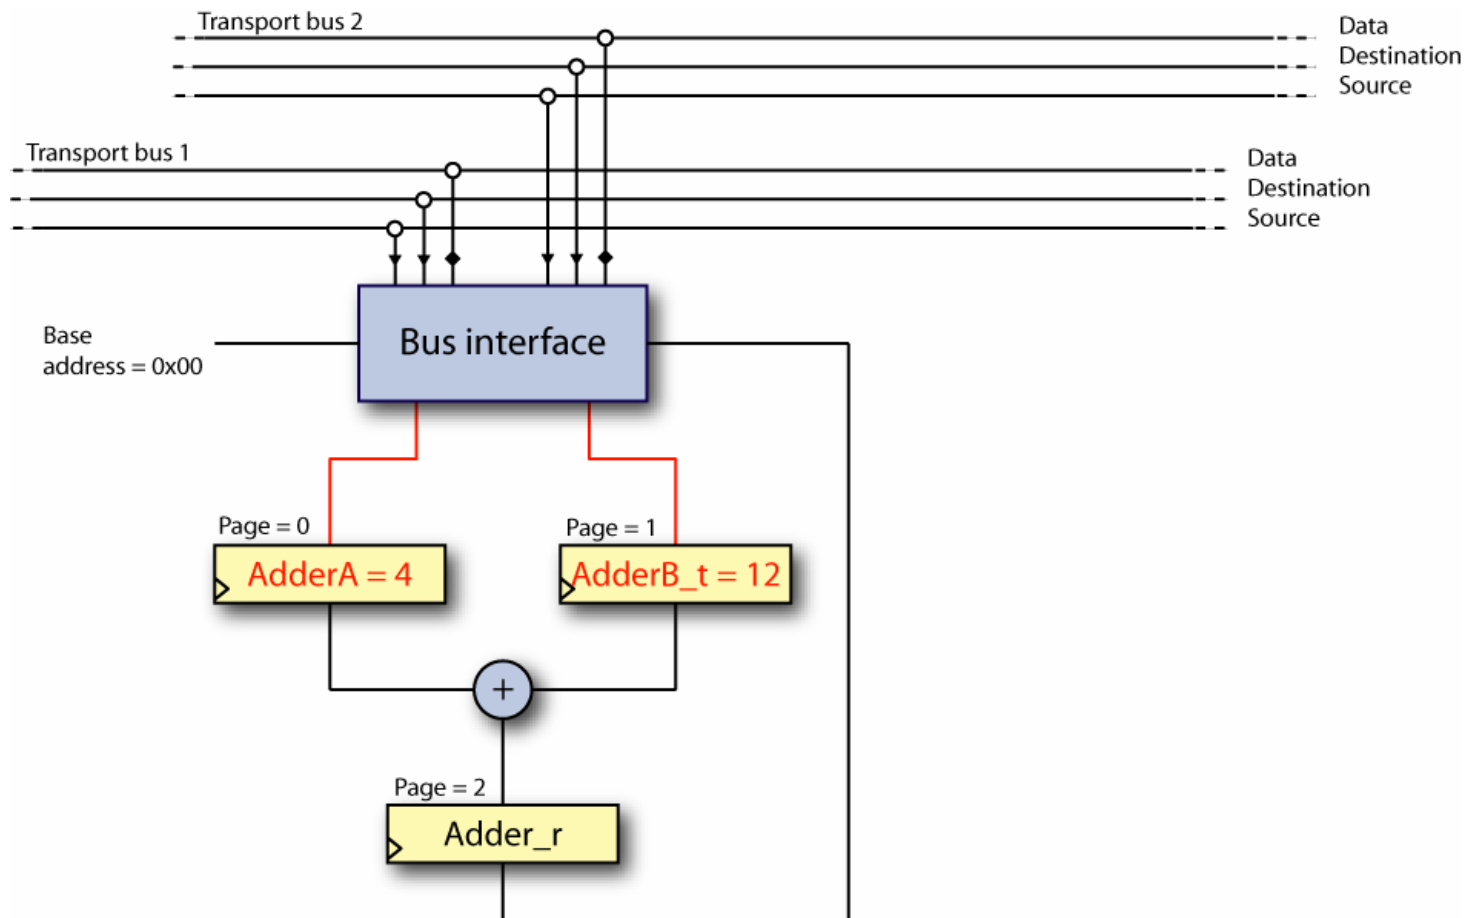 Transport bus 2
Data
Destination
Source
Transport bus 1
Data
Destination
Source
Base
address = 0x00
Bus interface
Page = 0
Page = 1
AdderA = 4
AdderB_t = 12
+
Page = 2
Adder_r